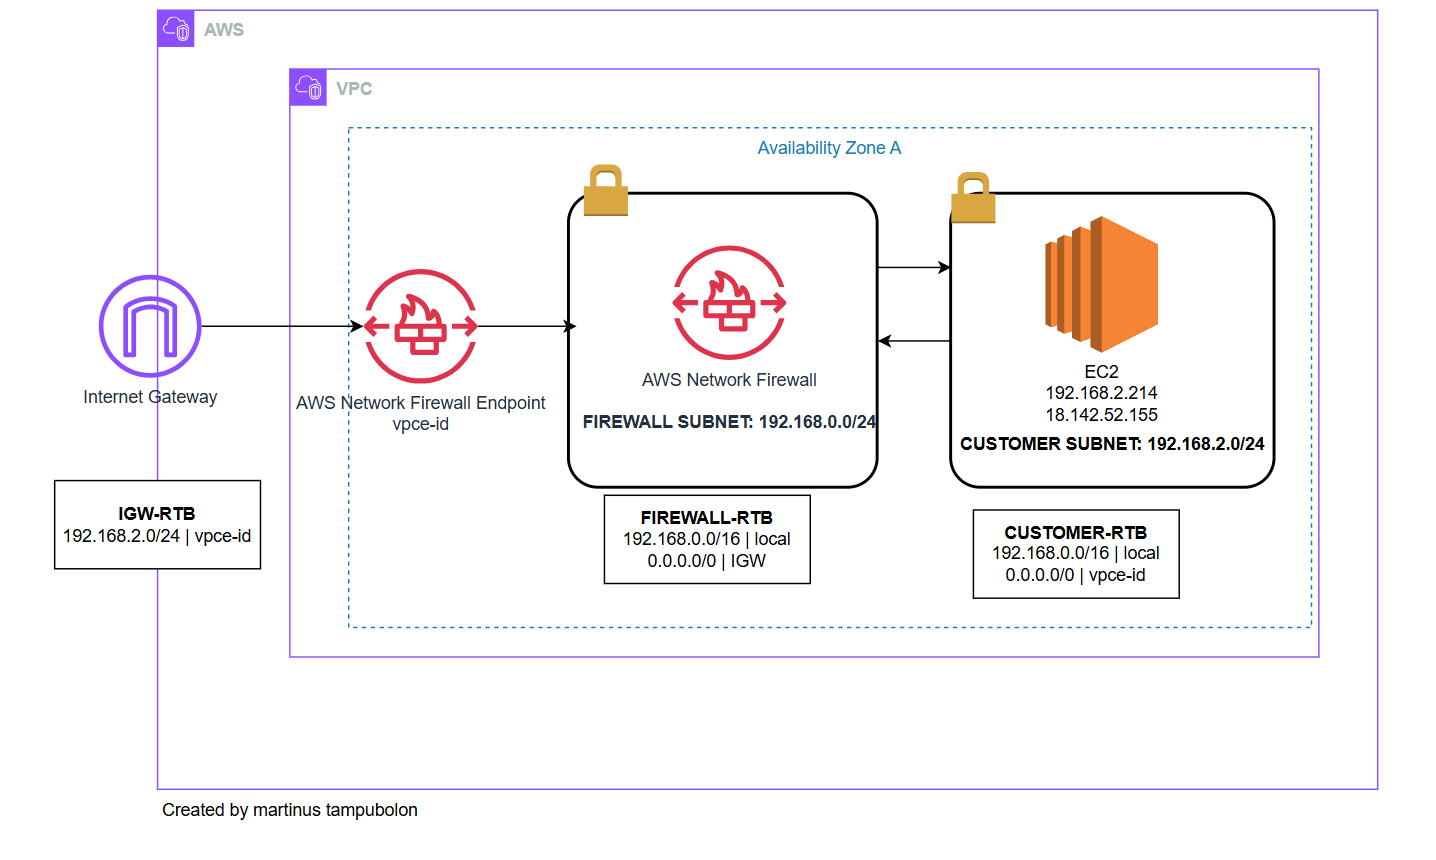 AWS
VPC
Availability Zone A
Internet Gateway
AWS Network Firewall Endpoint
vpce-id
AWS Network Firewall
FIREWALL SUBNET: 192.168.0.0/24
EC2
192.168.2.214
18.142.52.155
CUSTOMER SUBNET: 192.168.2.0/24
IGW-RTB
192.168.2.0/24 | vpce-id
FIREWALL-RTB
192.168.0.0/16 | local
0.0.0.0/0 | IGW
CUSTOMER-RTB
192.168.0.0/16 | local
0.0.0.0/0 | vpce-id
Created by martinus tampubolon